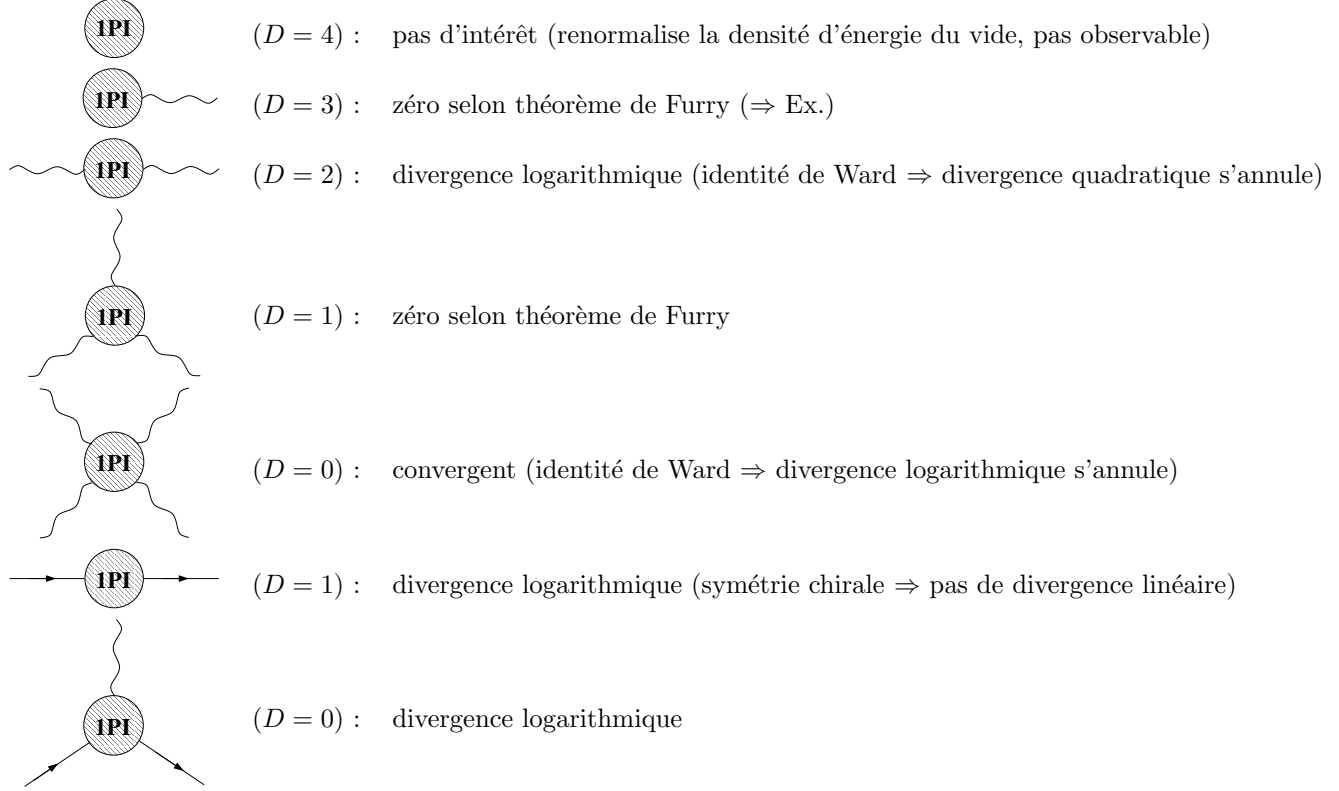 1PI (D = 4) : pas d'intérêt (renormalise la densité d'énergie du vide, pas observable)
1PI (D = 3) : zéro selon théorème de Furry (⇒ Ex.)
1PI (D = 2) : divergence logarithmique (identité de Ward ⇒ divergence quadratique s'annule)
1PI (D = 1) : zéro selon théorème de Furry
1PI (D = 0) : convergent (identité de Ward ⇒ divergence logarithmique s'annule)
1PI (D = 1) : divergence logarithmique (symétrie chirale ⇒ pas de divergence linéaire)
1PI (D = 0) : divergence logarithmique